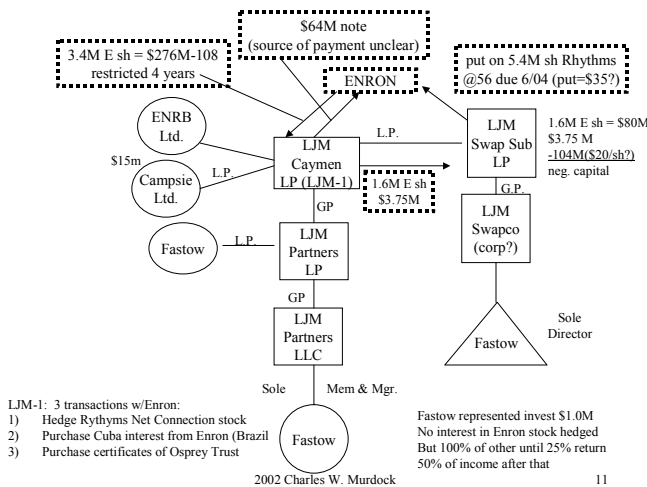 $64M note
(source of payment unclear)
3.4M E sh = $276M-108
restricted 4 years
put on 5.4M sh Rhythms
@56 due 6/04 (put=$35?)
ENRON
ENRB
Ltd.
$15m
Campsie
Ltd.
L.P.
LJM
Caymen
LP (LJM-1)
L.P.
LJM
Swap Sub
LP
1.6M E sh = $80M
$3.75 M
-104M($20/sh?)
neg. capital
1.6M E sh
$3.75M
G.P.
GP
LJM
Swapco
(corp?)
Fastow
L.P.
LJM
Partners
LP
GP
LJM
Partners
LLC
Fastow
Sole
Director
Sole
Mem & Mgr.
Fastow
LJM-1: 3 transactions w/Enron:
1) Hedge Rythyms Net Connection stock
2) Purchase Cuba interest from Enron (Brazil
3) Purchase certificates of Osprey Trust
Fastow represented invest $1.0M
No interest in Enron stock hedged
But 100% of other until 25% return
50% of income after that
2002 Charles W. Murdock
11